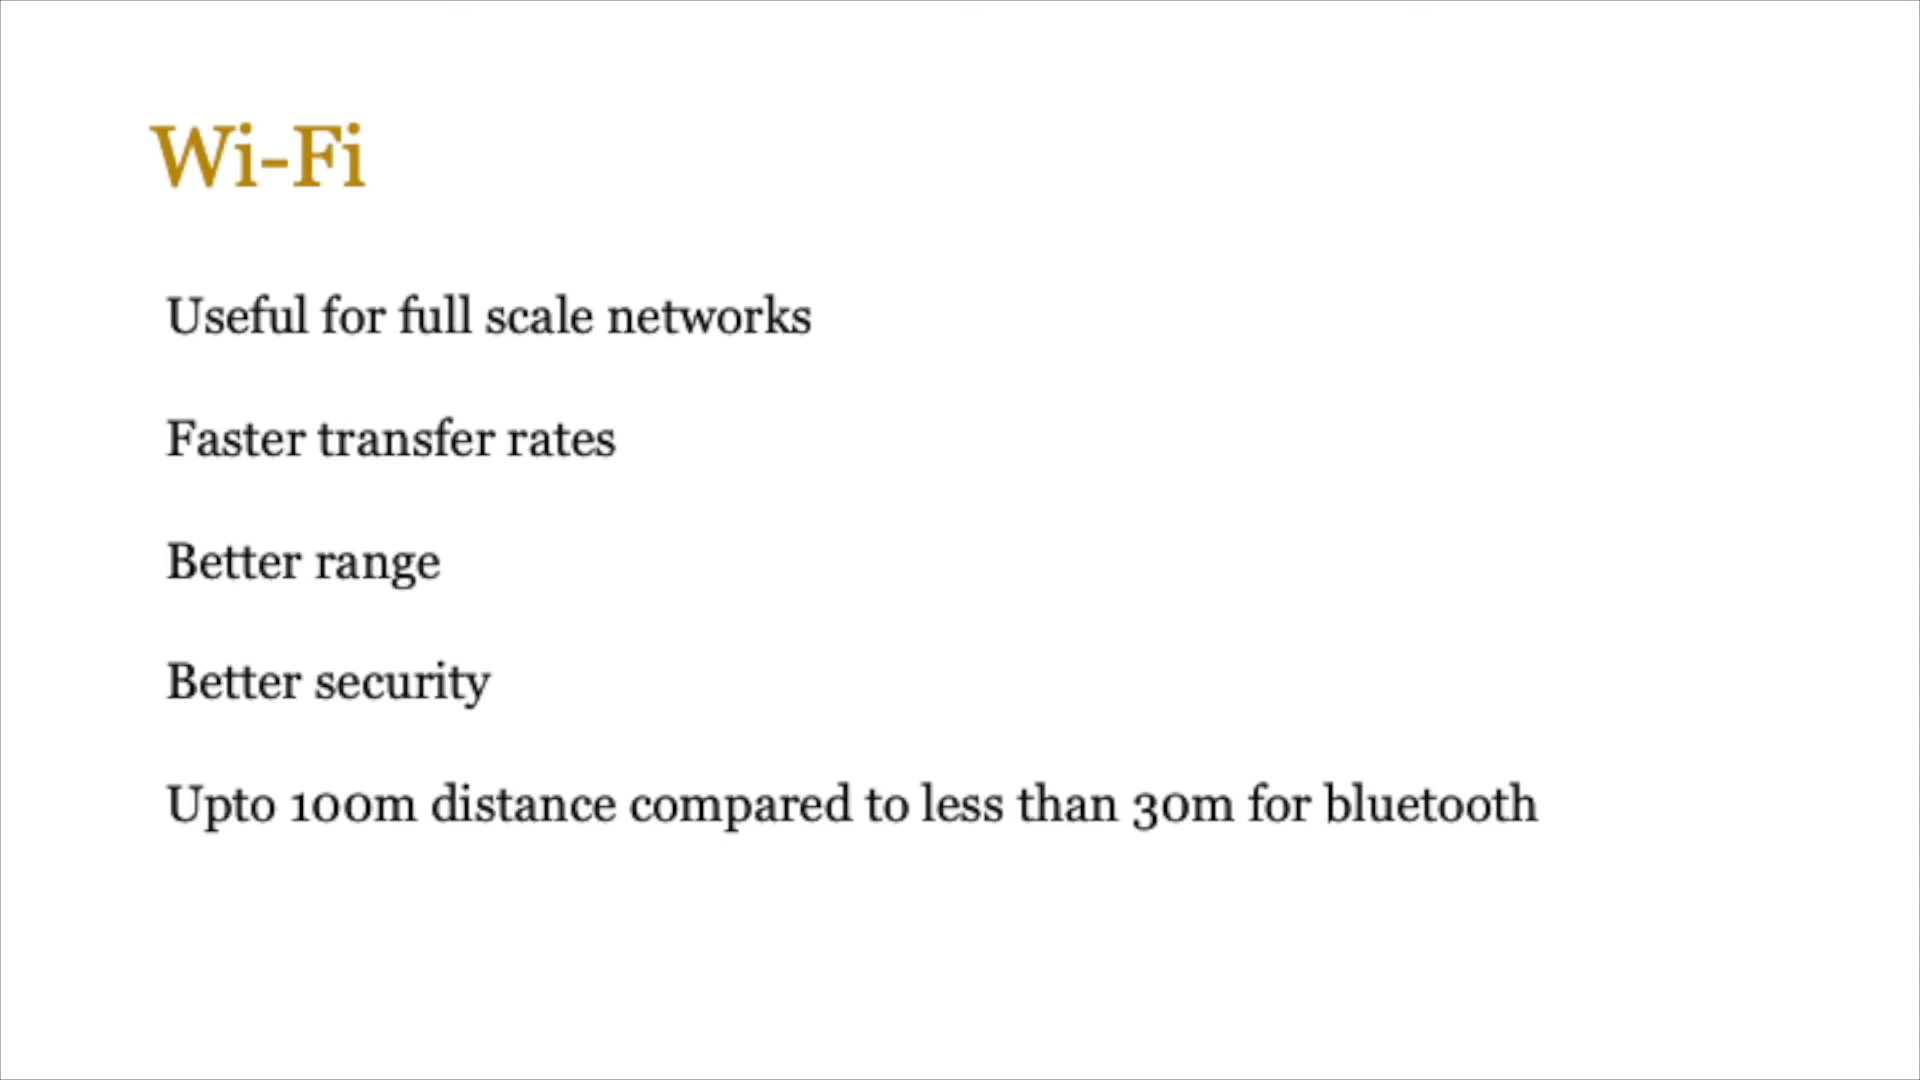 Wi-Fi
Useful for full scale networks
Faster transfer rates
Better range
Better security
Upto 100m distance compared to less than 30m for bluetooth